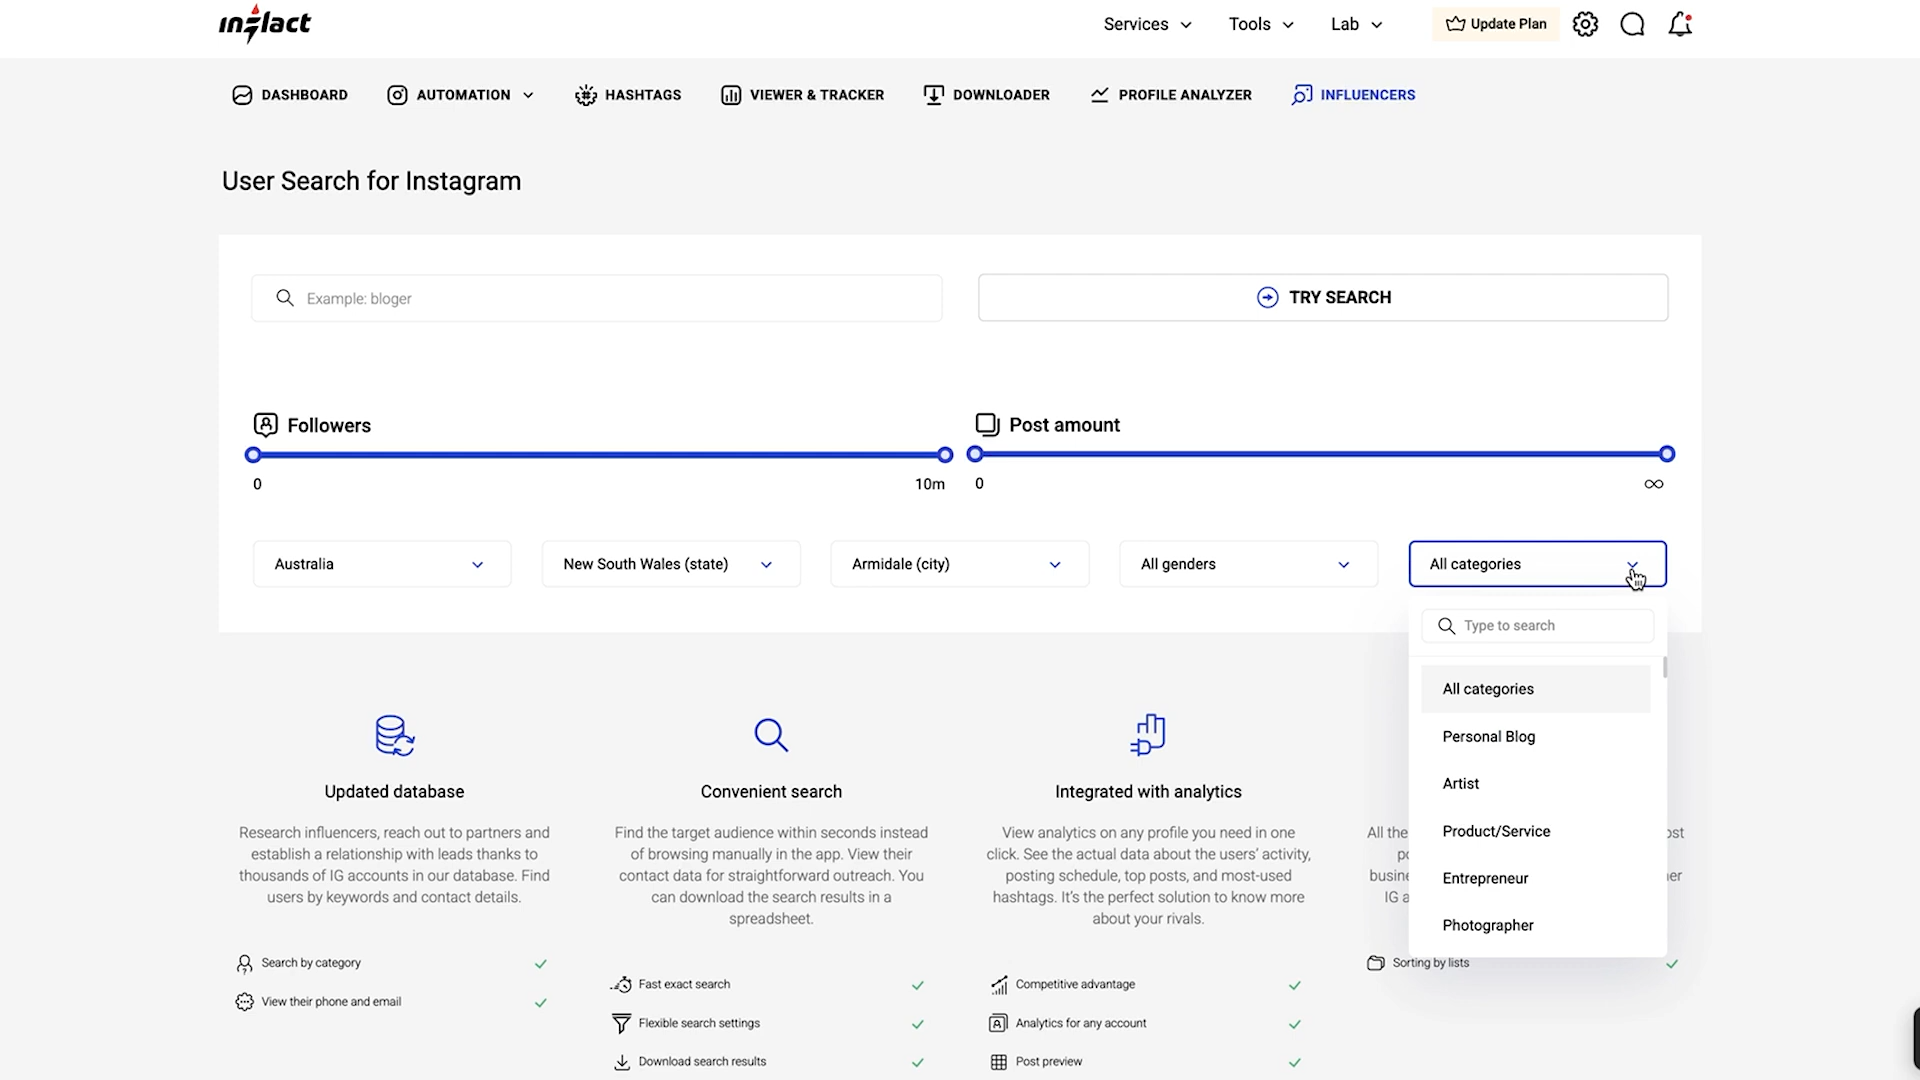 inflact
Services
Tools
Lab
Update Plan
DASHBOARD
AUTOMATION
HASHTAGS
VIEWER & TRACKER
DOWNLOADER
PROFILE ANALYZER
INFLUENCERS
User Search for Instagram
Example: bloger
TRY SEARCH
Followers
0
10m
Post amount
0
∞
Australia
New South Wales (state)
Armidale (city)
All genders
All categories
Type to search
All categories
Personal Blog
Artist
Product/Service
Entrepreneur
Photographer
Updated database
Research influencers, reach out to partners and
establish a relationship with leads thanks to
thousands of IG accounts in our database. Find
users by keywords and contact details.
Search by category
View their phone and email
Convenient search
Find the target audience within seconds instead
of browsing manually in the app. View their
contact data for straightforward outreach. You
can download the search results in a
spreadsheet.
Fast exact search
Flexible search settings
Download search results
Integrated with analytics
View analytics on any profile you need in one
click. See the actual data about the users' activity,
posting schedule, top posts, and most-used
hashtags. It's the perfect solution to know more
about your rivals.
Competitive advantage
Analytics for any account
Post preview
All the
IG a
Sorting by lists